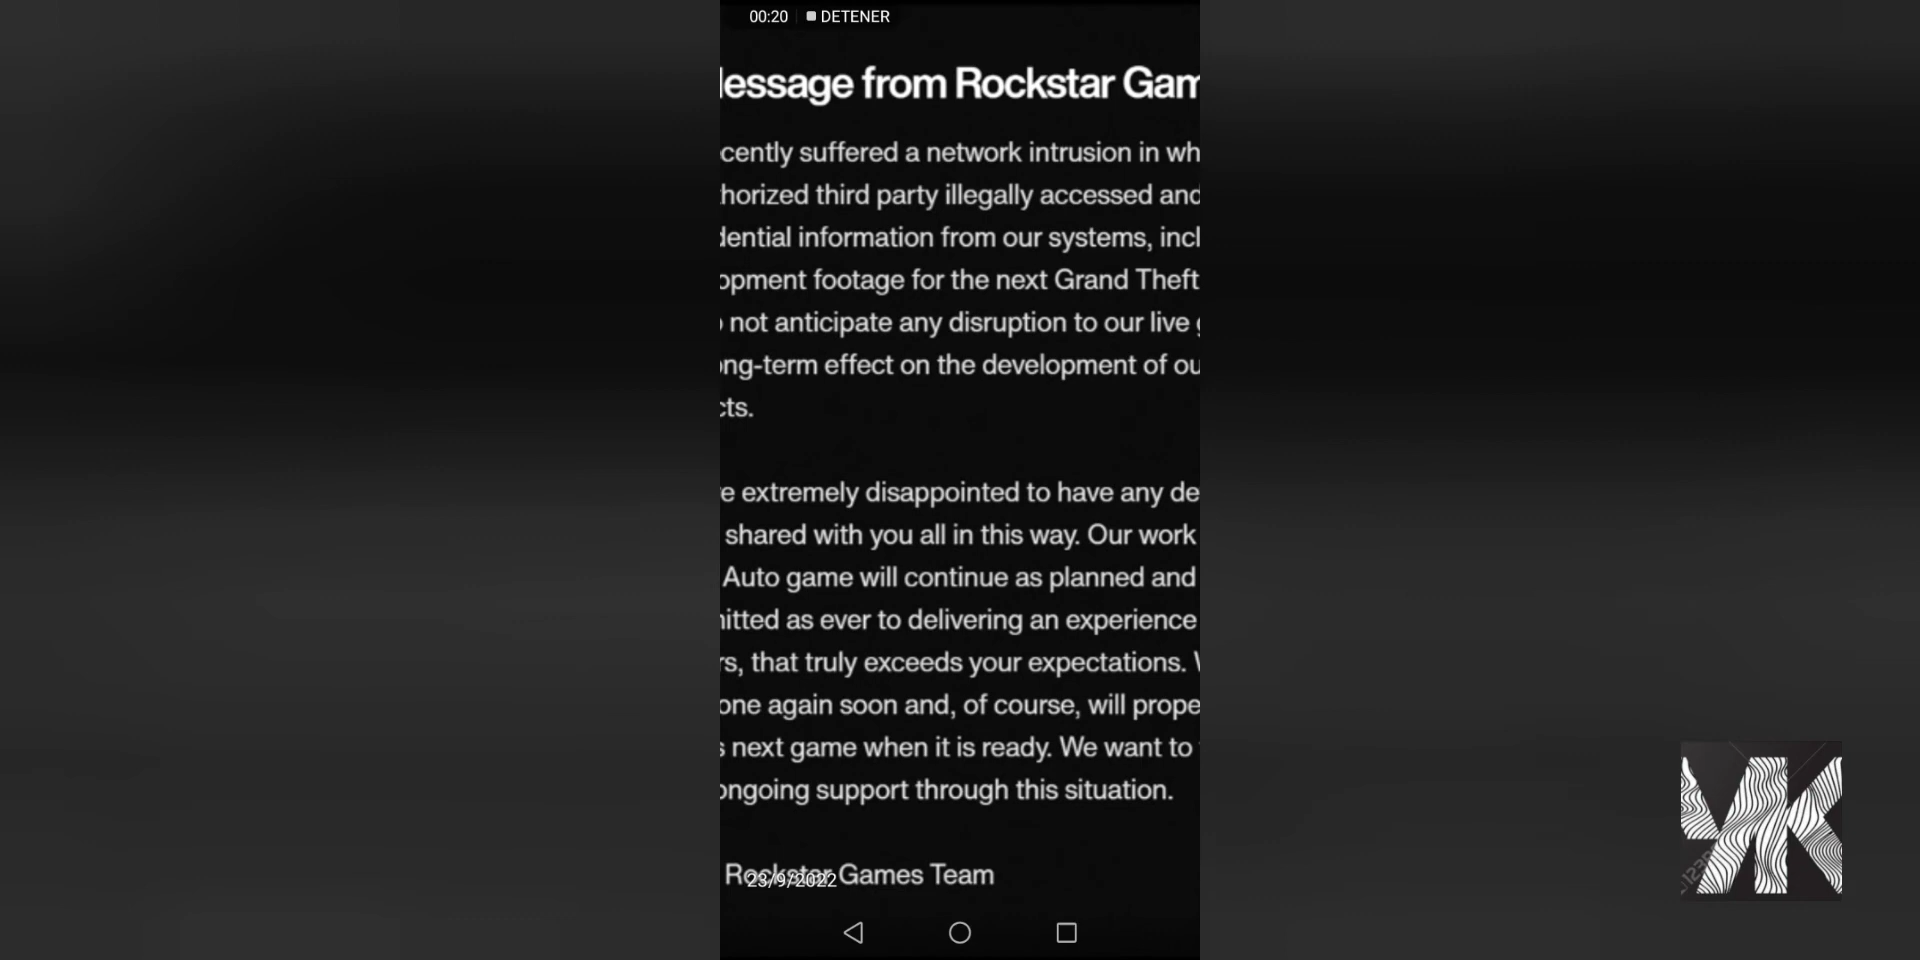 00:20 DETENER
essage from Rockstar Gam
cently suffered a network intrusion in wh
horized third party illegally accessed and
dential information from our systems, incl
opment footage for the next Grand Theft
not anticipate any disruption to our live g
ong-term effect on the development of ou
cts.
e extremely disappointed to have any de
shared with you all in this way. Our work
Auto game will continue as planned and
itted as ever to delivering an experience
rs, that truly exceeds your expectations. W
one again soon and, of course, will prope
s next game when it is ready. We want to
ongoing support through this situation.
Rockstar Games Team
23/9/2022
YK